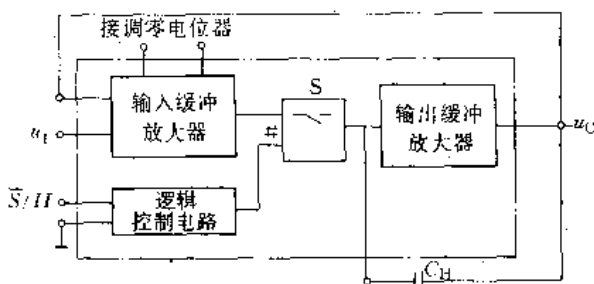 接调零电位器
输入缓冲
放大器
S
输出缓冲
放大器
u_I
u_O
S̄/H
逻辑
控制电路
C_H